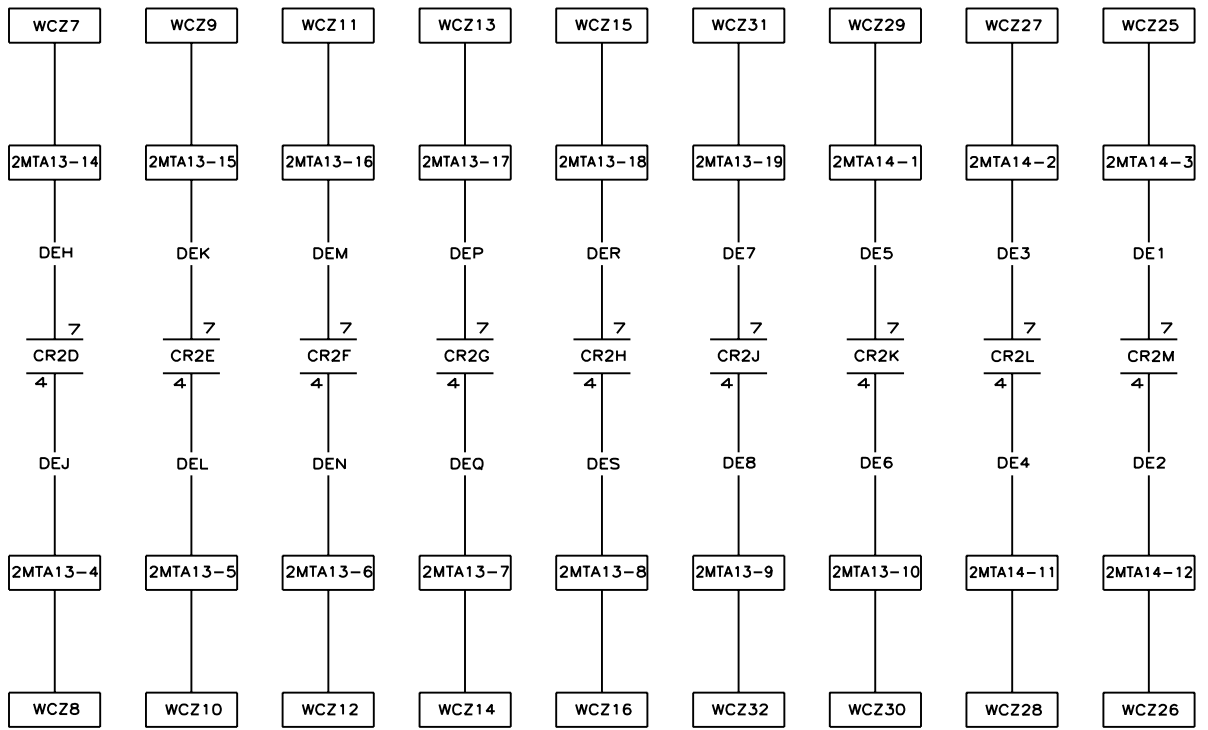 WCZ7 WCZ9 WCZ11 WCZ13 WCZ15 WCZ31 WCZ29 WCZ27 WCZ25
2MTA13-14 2MTA13-15 2MTA13-16 2MTA13-17 2MTA13-18 2MTA13-19 2MTA14-1 2MTA14-2 2MTA14-3
DEH DEK DEM DEP DER DE7 DE5 DE3 DE1
7 7 7 7 7 7 7 7 7
CR2D CR2E CR2F CR2G CR2H CR2J CR2K CR2L CR2M
4 4 4 4 4 4 4 4 4
DEJ DEL DEN DEQ DES DE8 DE6 DE4 DE2
2MTA13-4 2MTA13-5 2MTA13-6 2MTA13-7 2MTA13-8 2MTA13-9 2MTA13-10 2MTA14-11 2MTA14-12
WCZ8 WCZ10 WCZ12 WCZ14 WCZ16 WCZ32 WCZ30 WCZ28 WCZ26